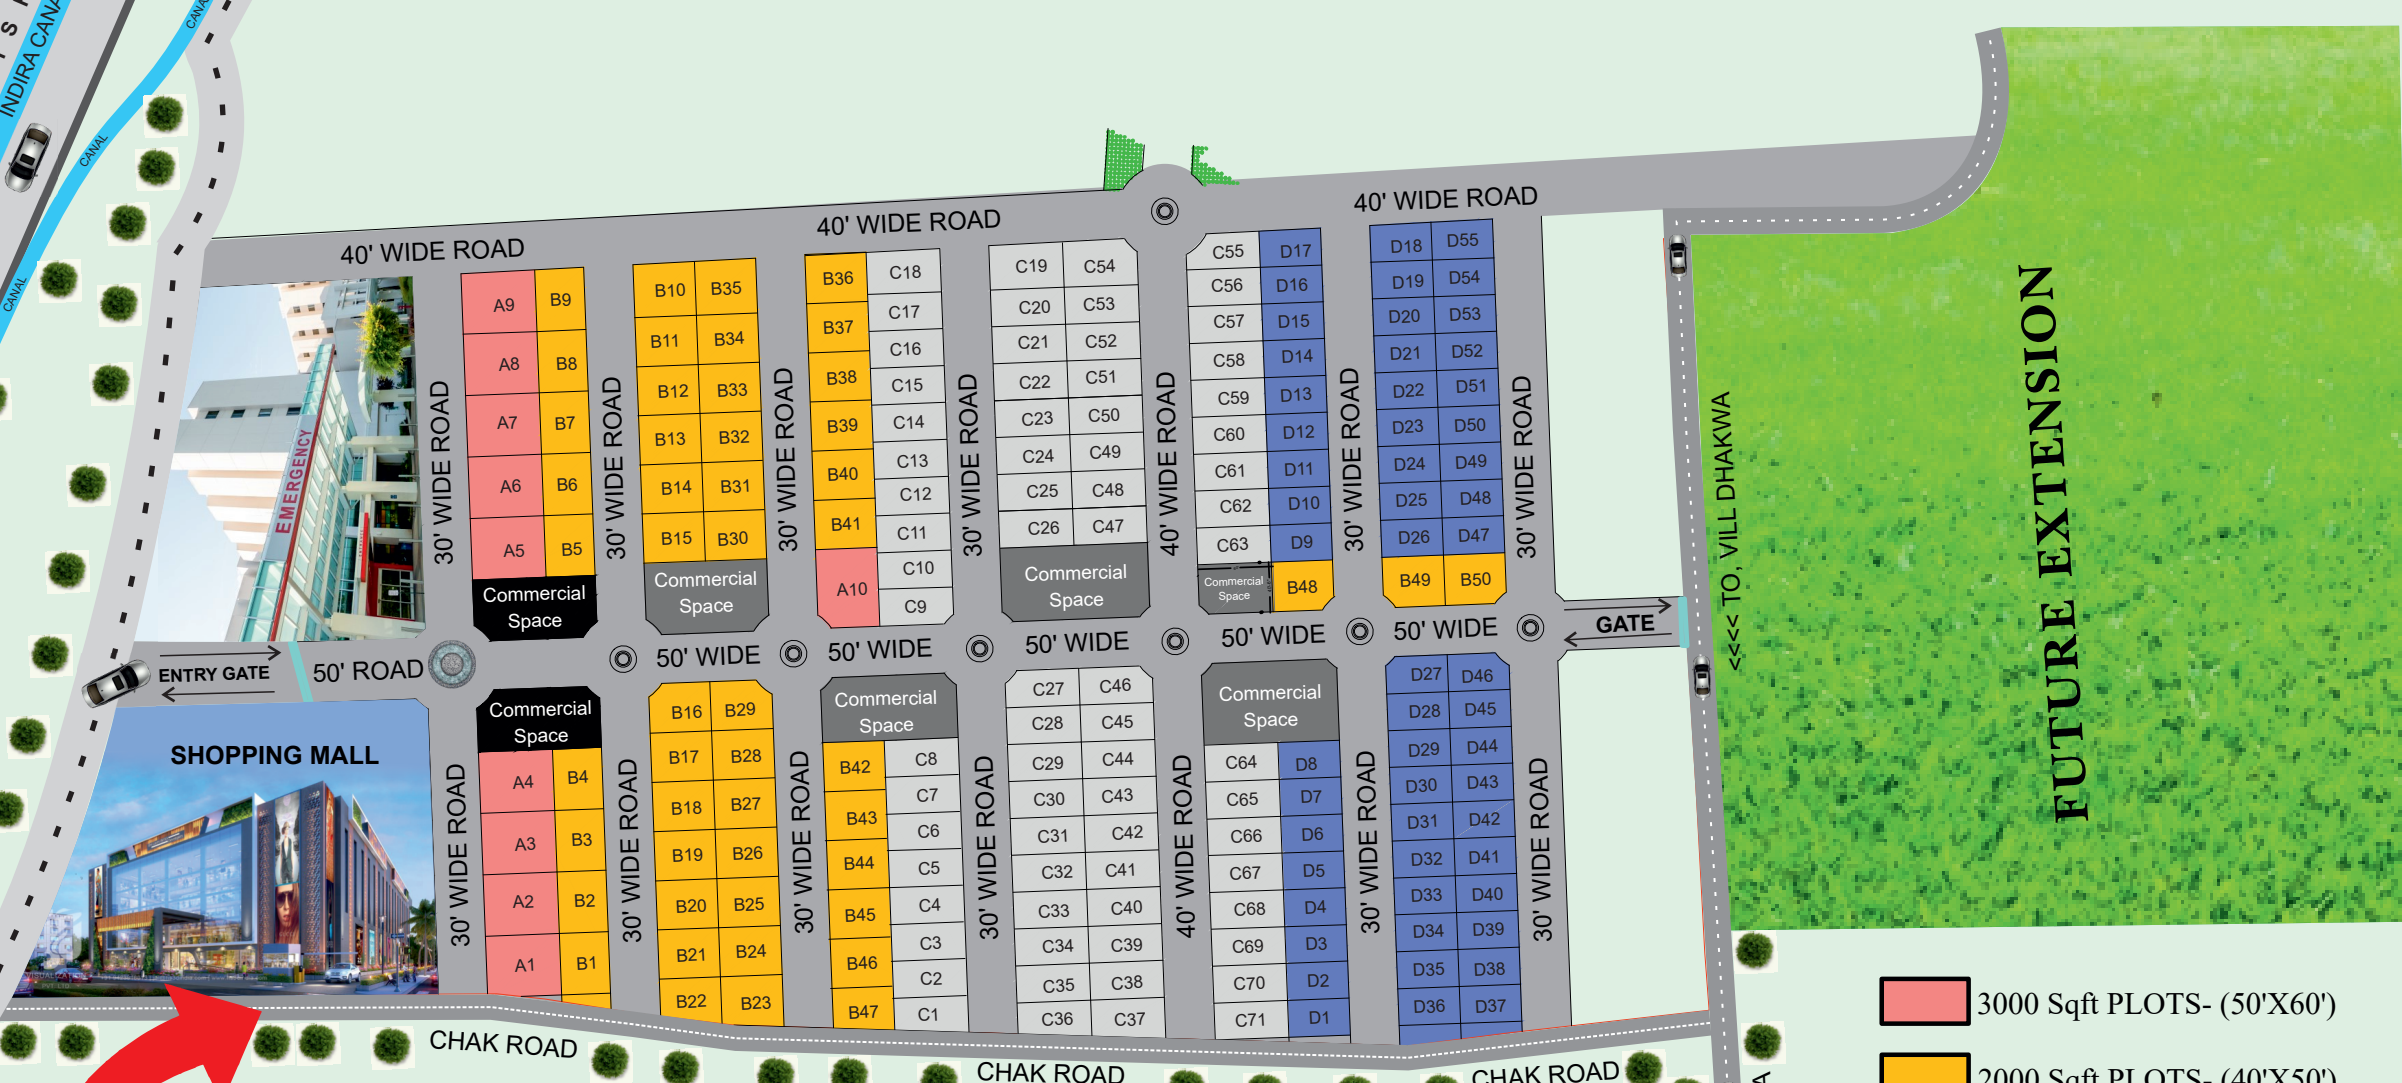 INDIRA CANA
CANAL
CANAL
CANAL
40' WIDE ROAD
40' WIDE ROAD
40' WIDE ROAD
EMERGENCY
A9 B9
A8 B8
A7 B7
A6 B6
A5 B5
Commercial
Space
B10 B35
B11 B34
B12 B33
B13 B32
B14 B31
B15 B30
Commercial
Space
B36 C18
B37 C17
C16
B38 C15
B39 C14
C13
B40 C12
B41 C11
A10 C10
C9
C19 C54
C20 C53
C21 C52
C22 C51
C23 C50
C24 C49
C25 C48
C26 C47
Commercial
Space
C55 D17
C56 D16
C57 D15
C58 D14
C59 D13
C60 D12
C61 D11
C62 D10
C63 D9
Commercial
Space
B48
D18 D55
D19 D54
D20 D53
D21 D52
D22 D51
D23 D50
D24 D49
D25 D48
D26 D47
B49 B50
30' WIDE ROAD
30' WIDE ROAD
30' WIDE ROAD
30' WIDE ROAD
40' WIDE ROAD
30' WIDE ROAD
30' WIDE ROAD
ENTRY GATE
50' ROAD
50' WIDE
50' WIDE
50' WIDE
50' WIDE
50' WIDE
GATE
<<<< TO, VILL DHAKWA
FUTURE EXTENSION
SHOPPING MALL
Commercial
Space
A4 B4
A3 B3
A2 B2
A1 B1
B16 B29
B17 B28
B18 B27
B19 B26
B20 B25
B21 B24
B22 B23
Commercial
Space
B42 C8
C7
B43 C6
B44 C5
B45 C4
C3
B46 C2
B47 C1
C27 C46
C28 C45
C29 C44
C30 C43
C31 C42
C32 C41
C33 C40
C34 C39
C35 C38
C36 C37
Commercial
Space
C64 D8
C65 D7
C66 D6
C67 D5
C68 D4
C69 D3
C70 D2
C71 D1
D27 D46
D28 D45
D29 D44
D30 D43
D31 D42
D32 D41
D33 D40
D34 D39
D35 D38
D36 D37
30' WIDE ROAD
30' WIDE ROAD
30' WIDE ROAD
30' WIDE ROAD
40' WIDE ROAD
30' WIDE ROAD
30' WIDE ROAD
CHAK ROAD
CHAK ROAD
CHAK ROAD
3000 Sqft PLOTS- (50'X60')
2000 Sqft PLOTS- (40'X50')